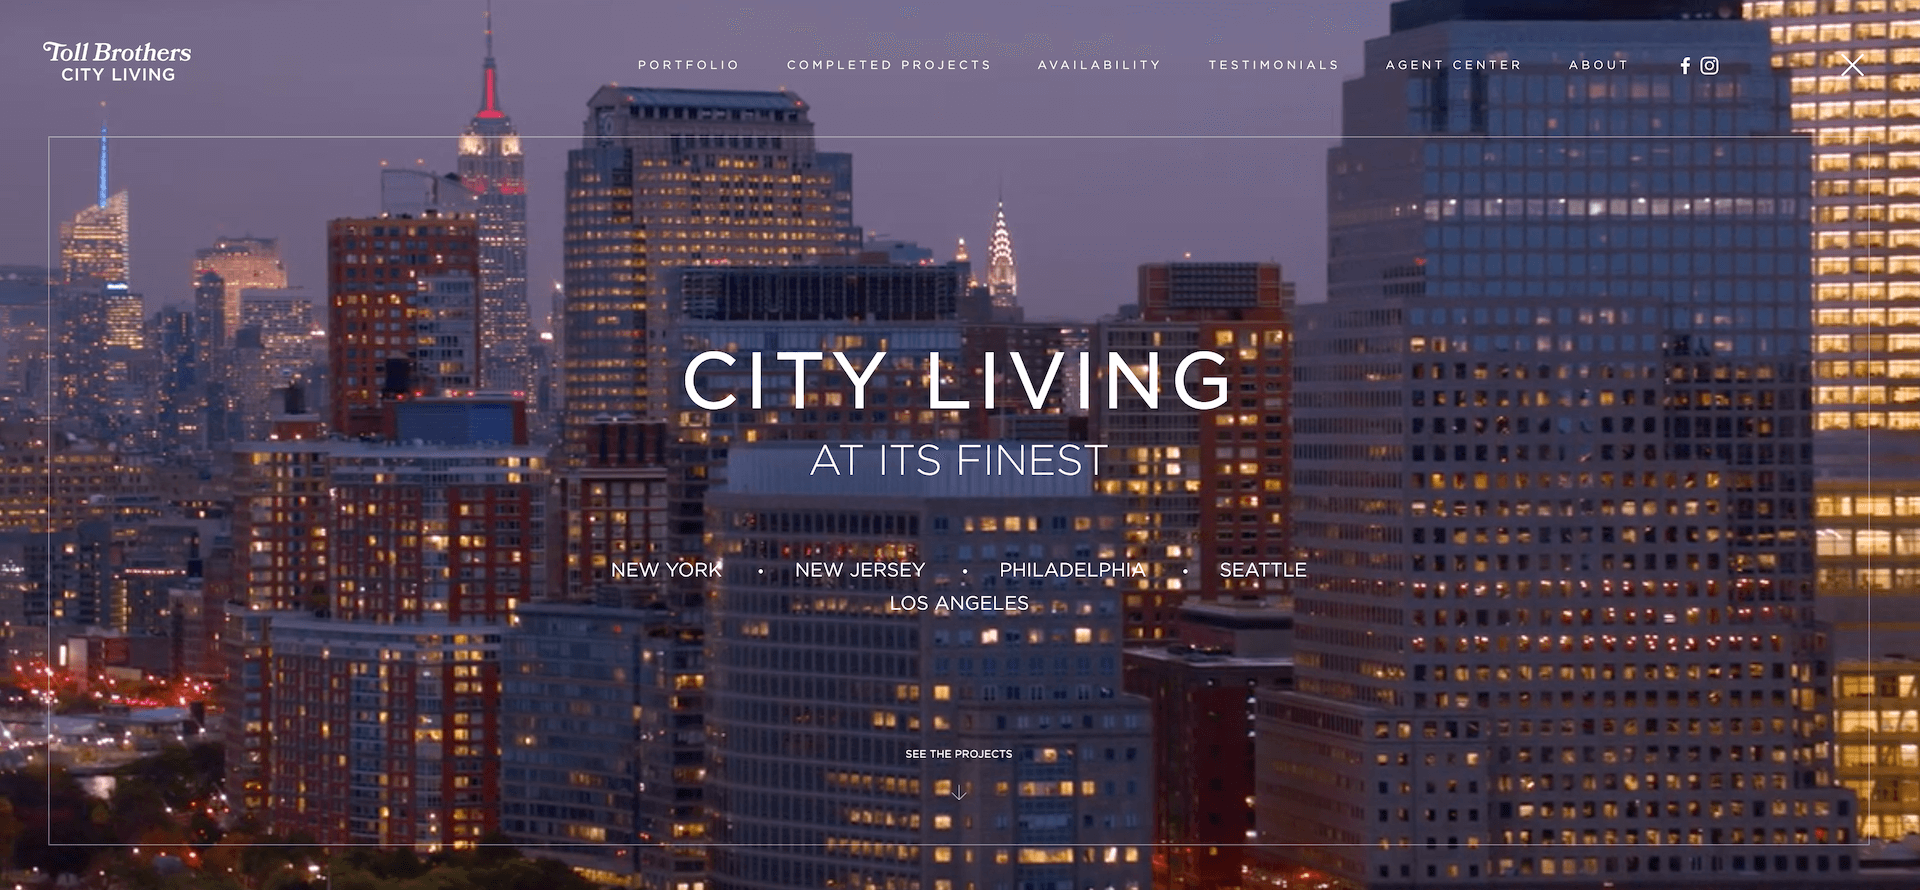 Toll Brothers
CITY LIVING
PORTFOLIO COMPLETED PROJECTS AVAILABILITY TESTIMONIALS AGENT CENTER ABOUT
CITY LIVING
AT ITS FINEST
NEW YORK • NEW JERSEY • PHILADELPHIA • SEATTLE
LOS ANGELES
SEE THE PROJECTS